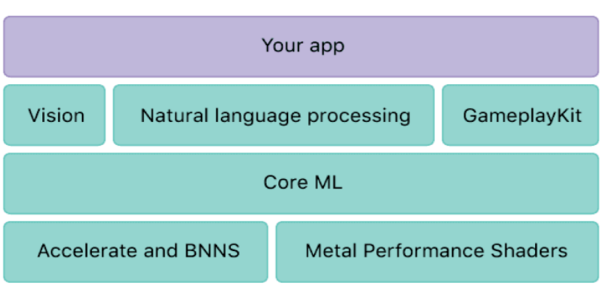 Your app
Vision
Natural language processing
GameplayKit
Core ML
Accelerate and BNNS
Metal Performance Shaders